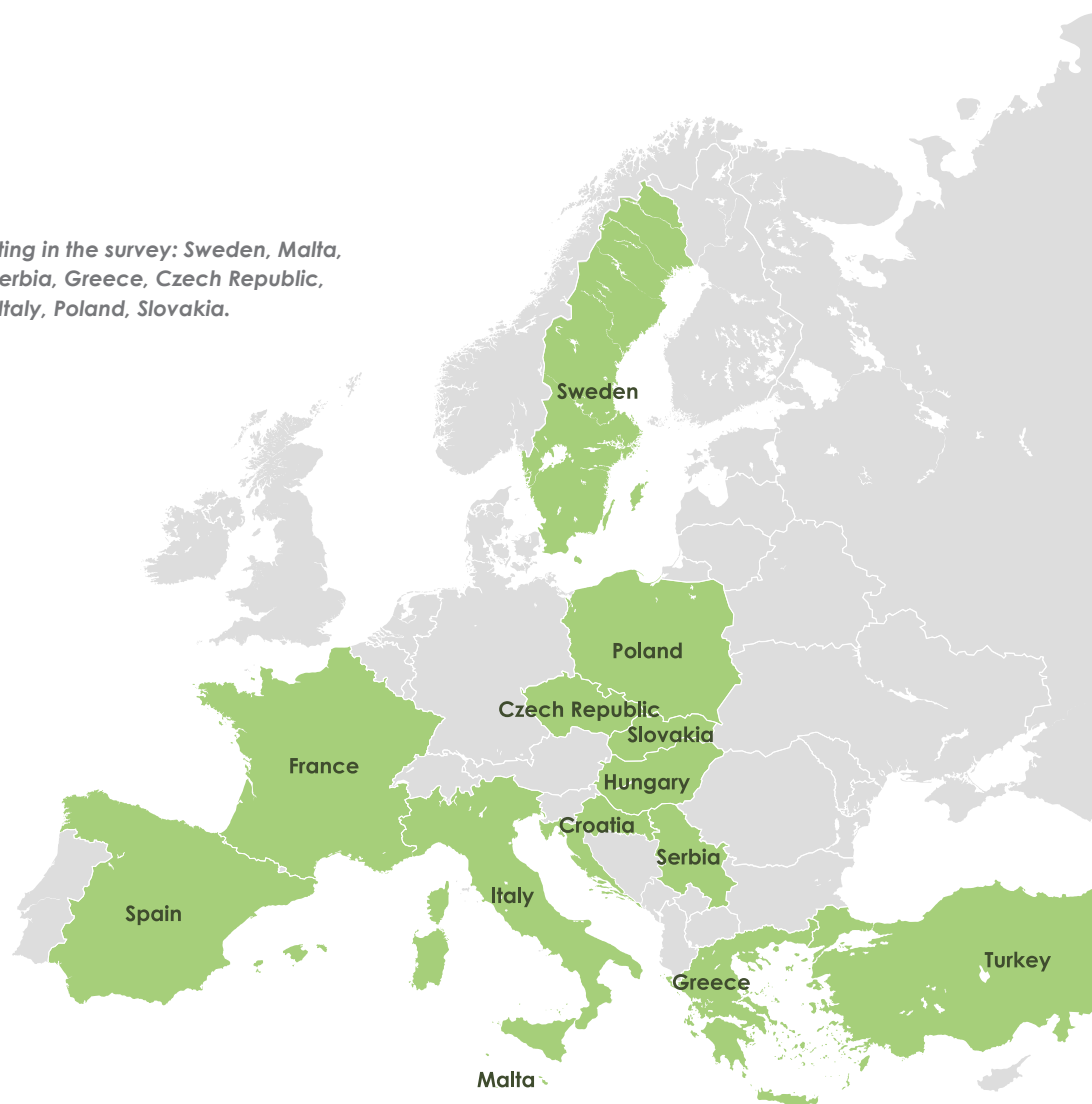 ting in the survey: Sweden, Malta,
erbia, Greece, Czech Republic,
Italy, Poland, Slovakia.
Sweden
Poland
Czech Republic
Slovakia
France
Hungary
Croatia
Serbia
Italy
Spain
Turkey
Greece
Malta